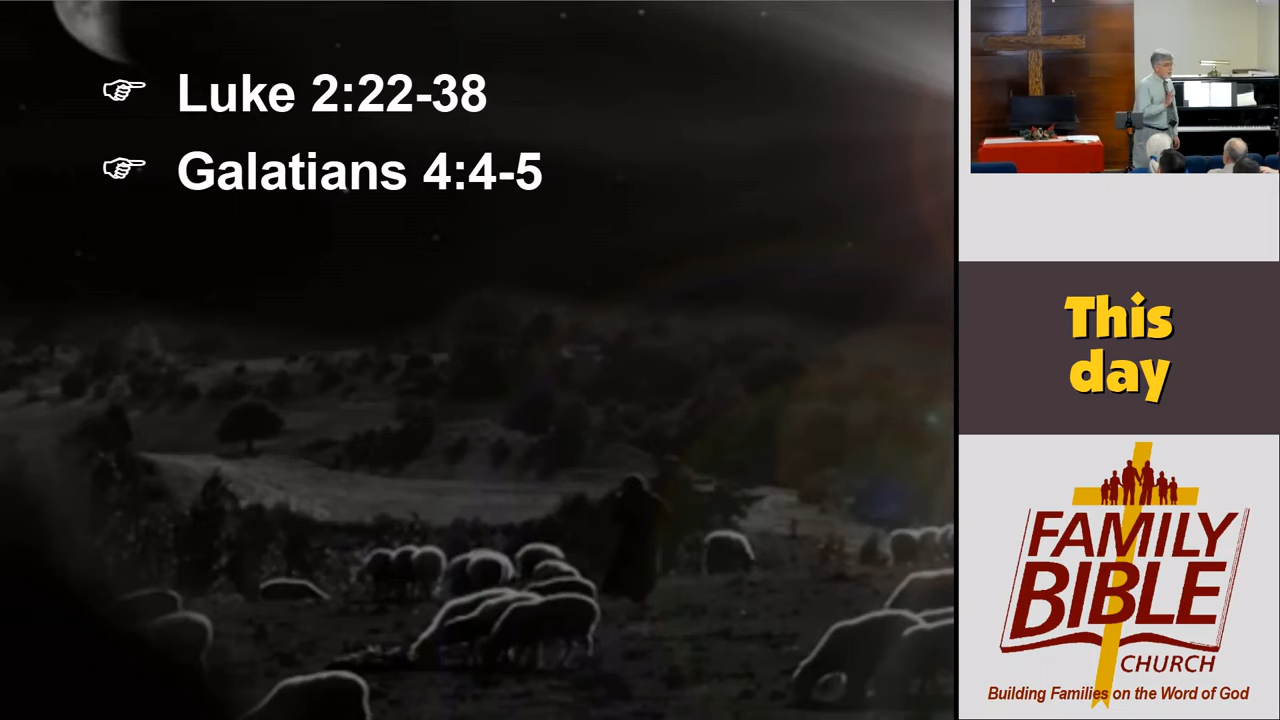 Luke 2:22-38
Galatians 4:4-5
This
day
FAMILY
BIBLE
CHURCH
Building Families on the Word of God